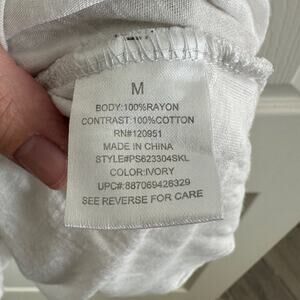 M
BODY:100%RAYON
CONTRAST:100%COTTON
RN#120951
MADE IN CHINA
STYLE#PS623304SKL
COLOR:IVORY
UPC#:887069426329
SEE REVERSE FOR CARE